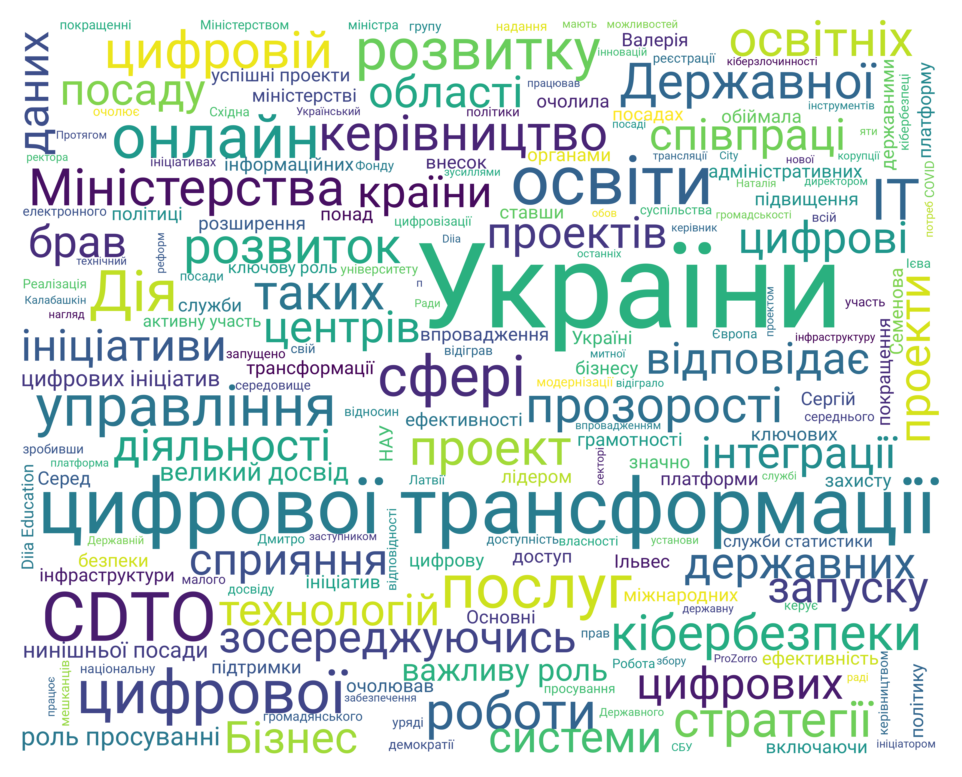 покращенні Міністерством міністра групу надання мають можливостей
цифровій розвитку Валерія освітніх
даних успішні проекти реєстрації інновацій кіберзлочинності
посаду міністерстві області працював Державної державними кібербезпеці платформу
очолює Східна Український політики очолила посадах обіймала інструментів
Протягом онлайн керівництво співпраці посаді яти
ректора ініціативах інформаційних Фонду внесок органами трансляції City нової корупції
зусиллями адміністративних COVID
Міністерства країни освіти Наталія директором ІТ
електронного політиці розширення понад цифровізації ставши суспільства обов громадськості підвищення всій потреб
брав реформ розвиток Diia проектів керівник цифрові
технічний України останніх
Реалізація посади ключову роль університету п Ієва
Калабашкін Дія служби таких Ради проектом участь Семенова проекти
нагляд активну участь центрів впровадження Україні Європа інфраструктуру покращення
ініціативи запущено свій відіграв митної
трансформації сфері бізнесу відповідає
цифрових ініціатив середовище модернізації відіграло
управління відносин ефективності прозорості Сергій середнього
зробивши діяльності НАУ проект впровадженням грамотності ключових
платформа великий досвід Латвії лідером секторі значно інтеграції
Diia Education Серед платформи службі захисту
цифрової трансформації
Державній Дмитро заступником відповідності доступність власності установи служби статистики
безпеки сприяння цифрову доступ Ільвес державних
інфраструктури малого досвіду ініціатив послуг міжнародних запуску
CDTO технологій Основні державну керує
нинішньої посади зосереджуючись прав кібербезпеки
національну підтримки важливу роль Робота збору ProZorro ефективність
працює мешканців цифрової очолював просування цифрових раді керівництвом політику
забезпечення
громадянського роботи Державного стратегії
роль просуванні Бізнес уряді демократії системи СБУ включаючи ініціатором